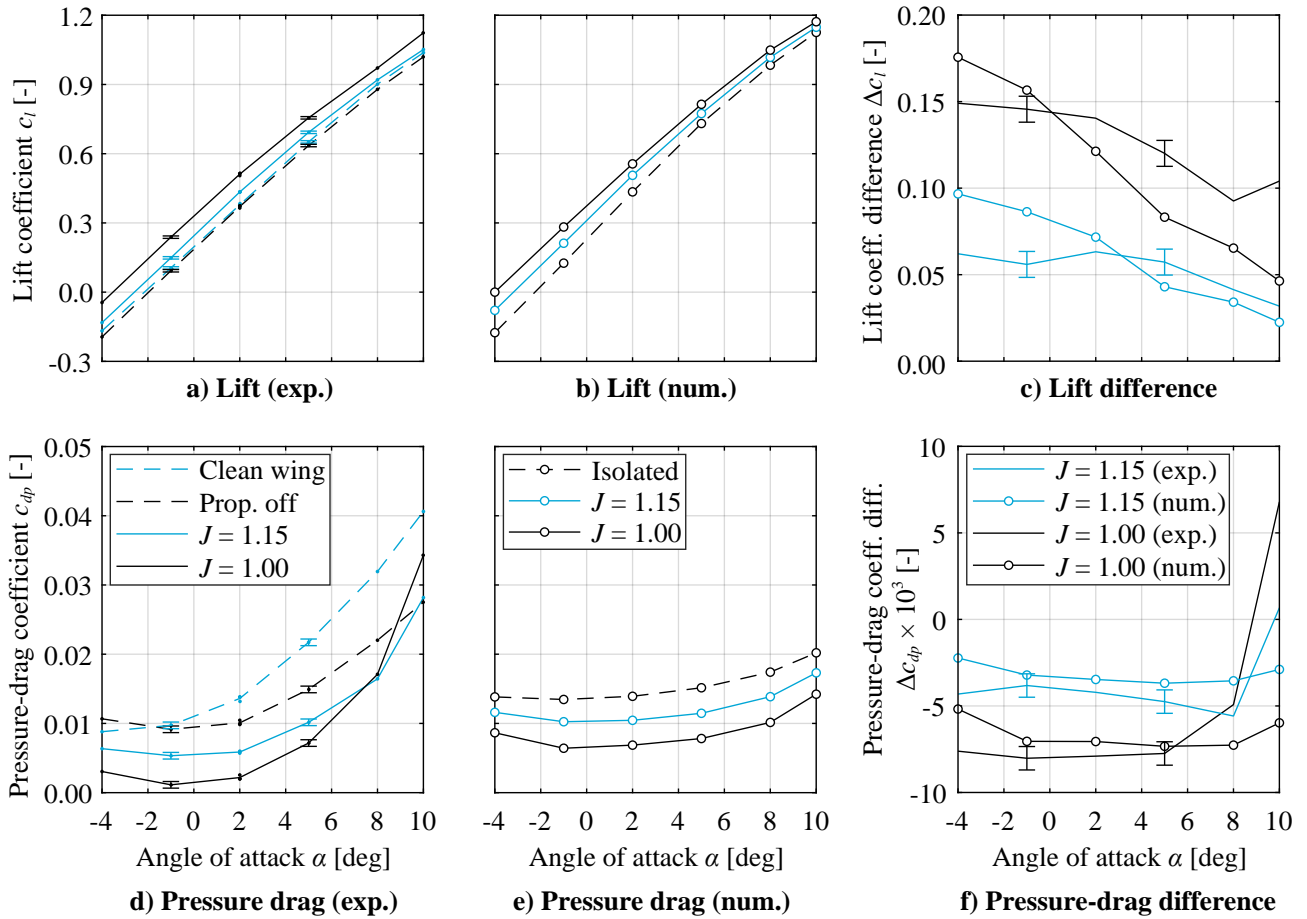 Lift coefficient c_l [-]
1.2
0.9
0.6
0.3
0.0
-0.3
a) Lift (exp.)
b) Lift (num.)
Lift coeff. difference Δc_l [-]
0.20
0.15
0.10
0.05
0.00
c) Lift difference
Pressure-drag coefficient c_dp [-]
0.05
0.04
0.03
0.02
0.01
0.00
Clean wing
Prop. off
J = 1.15
J = 1.00
-4 -2 0 2 4 6 8 10
Angle of attack α [deg]
d) Pressure drag (exp.)
Isolated
J = 1.15
J = 1.00
-4 -2 0 2 4 6 8 10
Angle of attack α [deg]
e) Pressure drag (num.)
Pressure-drag coeff. diff.
Δc_dp × 10³ [-]
10
5
0
-5
-10
J = 1.15 (exp.)
J = 1.15 (num.)
J = 1.00 (exp.)
J = 1.00 (num.)
-4 -2 0 2 4 6 8 10
Angle of attack α [deg]
f) Pressure-drag difference